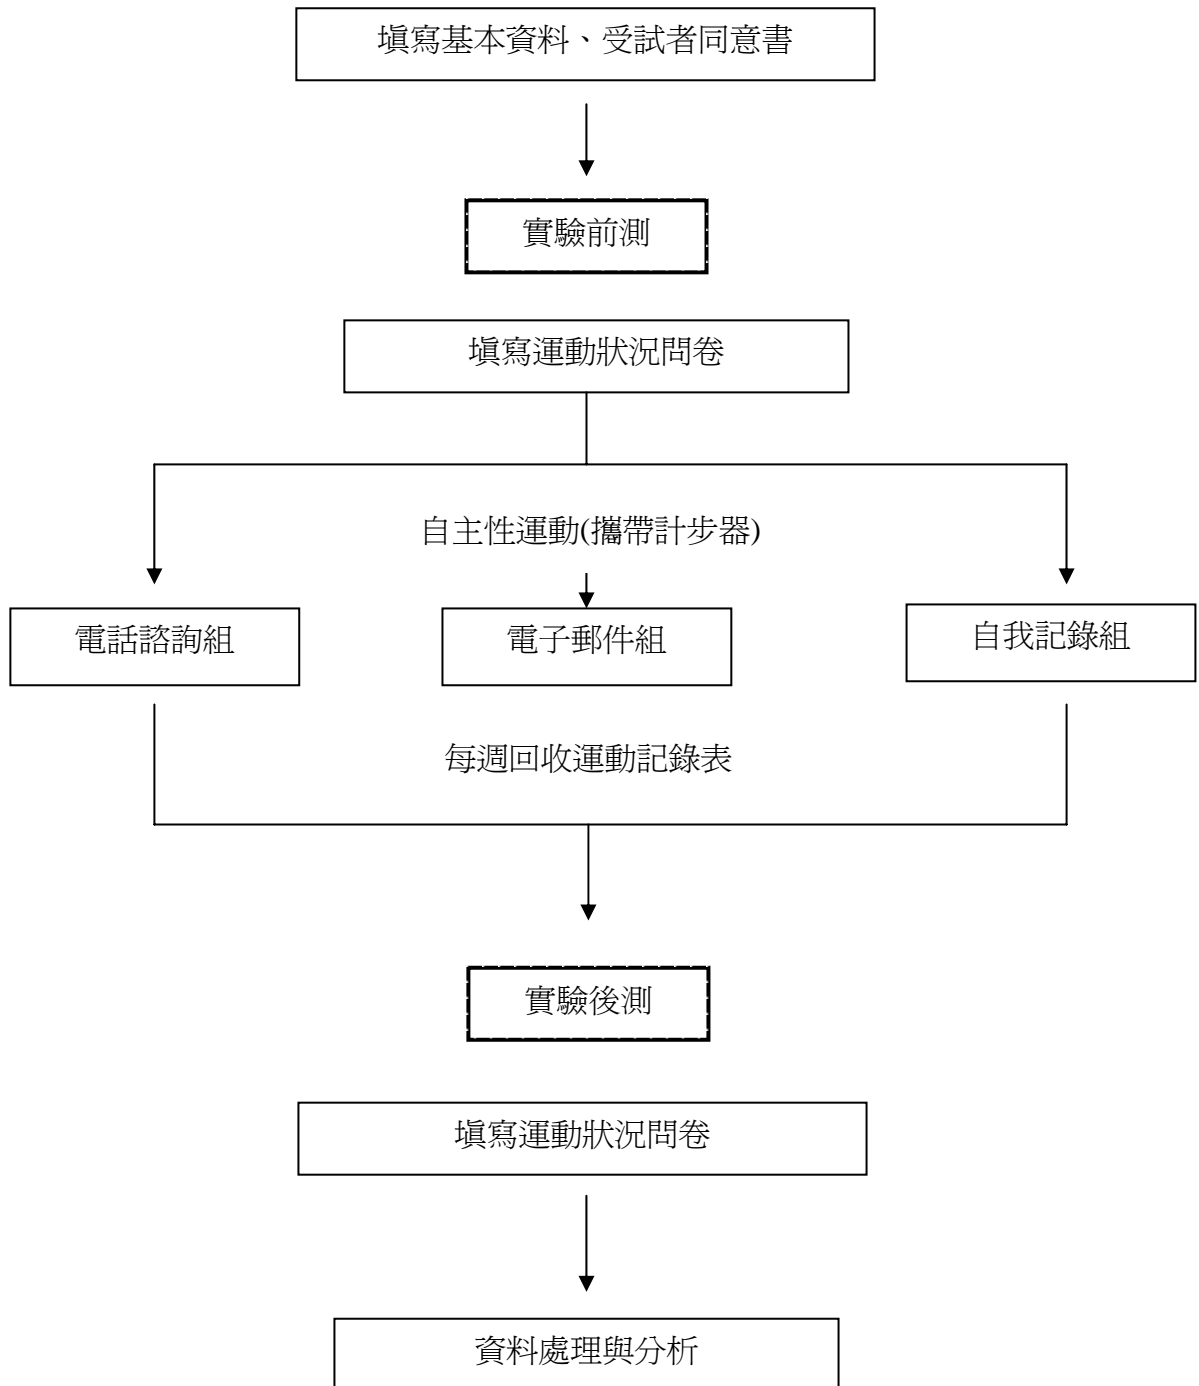 填寫基本資料、受試者同意書
實驗前測
填寫運動狀況問卷
自主性運動(攜帶計步器)
電話諮詢組
電子郵件組
自我記錄組
每週回收運動記錄表
實驗後測
填寫運動狀況問卷
資料處理與分析